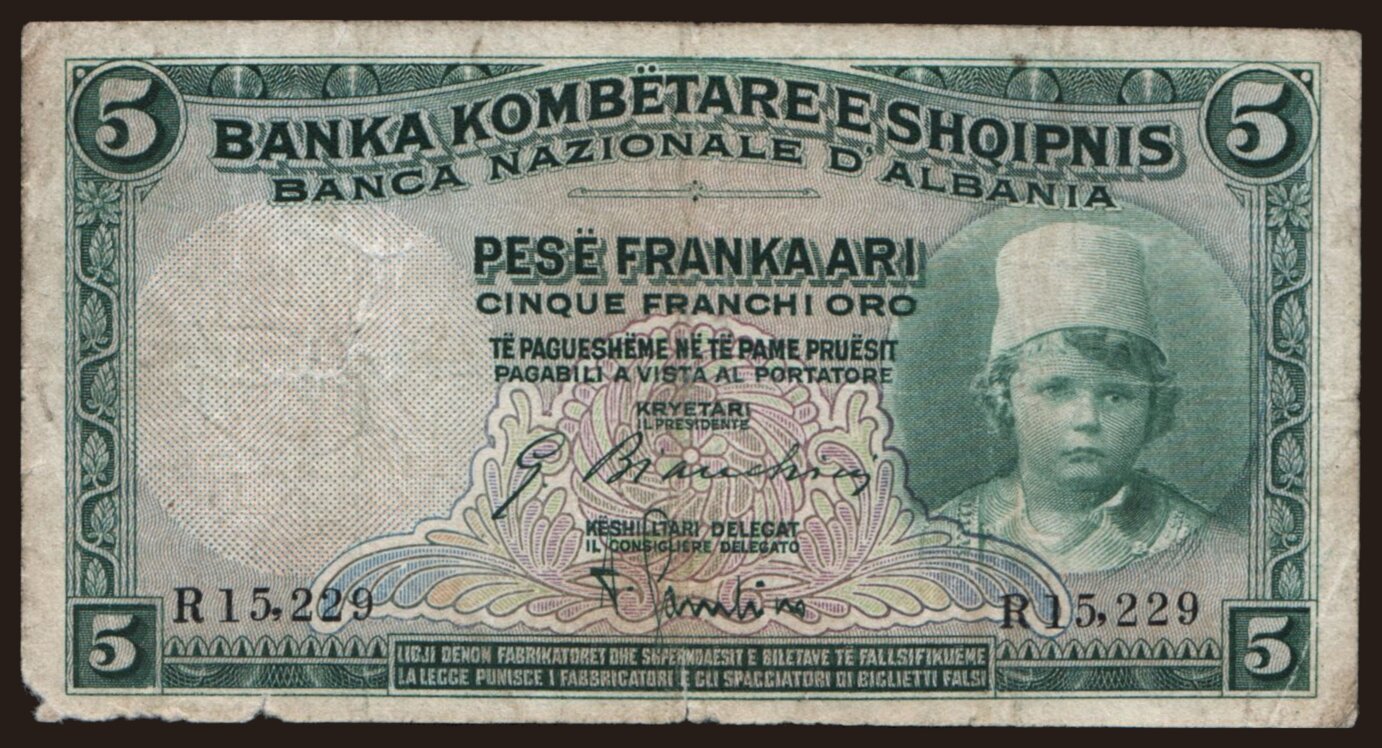 5 5
BANKA KOMBËTARE E SHQIPNIS
BANCA NAZIONALE D'ALBANIA
PESË FRANKA ARI
CINQUE FRANCHI ORO
TË PAGUESHËME NË TË PAME PRUËSIT
PAGABILI A VISTA AL PORTATORE
KRYETARI
IL PRESIDENTE
G Bianchini
KËSHILLTARI DELEGAT
IL CONSIGLIERE DELEGATO
R 15,229 R 15,229
5 5
LIGJI DENON FABRIKATORET DHE SHPERNDAESIT E BILETAVE TË FALLSIFIKUEME
LA LEGGE PUNISCE I FABBRICATORI E GLI SPACCIATORI DI BIGLIETTI FALSI